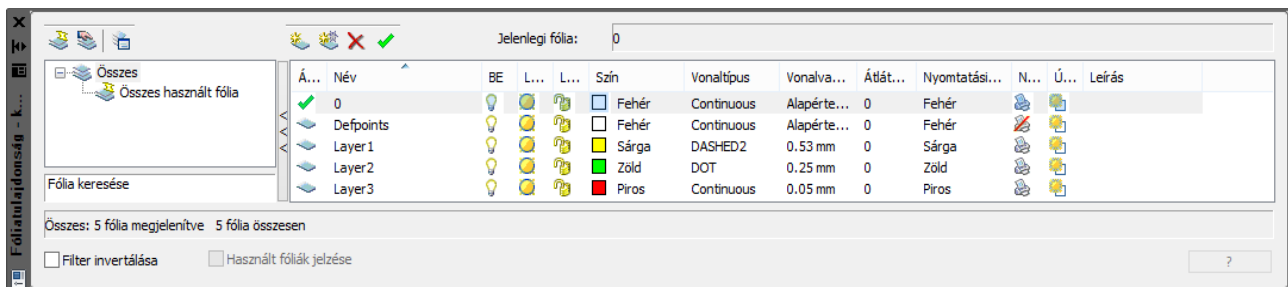 Jelenlegi fólia: 0
Összes
Összes használt fólia
Á... Név BE L... L... Szín Vonaltípus Vonalva... Átlát... Nyomtatási... N... Ú... Leírás
0 Fehér Continuous Alapérte... 0 Fehér
Defpoints Fehér Continuous Alapérte... 0 Fehér
Layer1 Sárga DASHED2 0.53 mm 0 Sárga
Layer2 Zöld DOT 0.25 mm 0 Zöld
Layer3 Piros Continuous 0.05 mm 0 Piros
<
<
<
Fólia keresése
Összes: 5 fólia megjelenítve 5 fólia összesen
Filter invertálása Használt fóliák jelzése ?
Fóliatulajdonság - k...